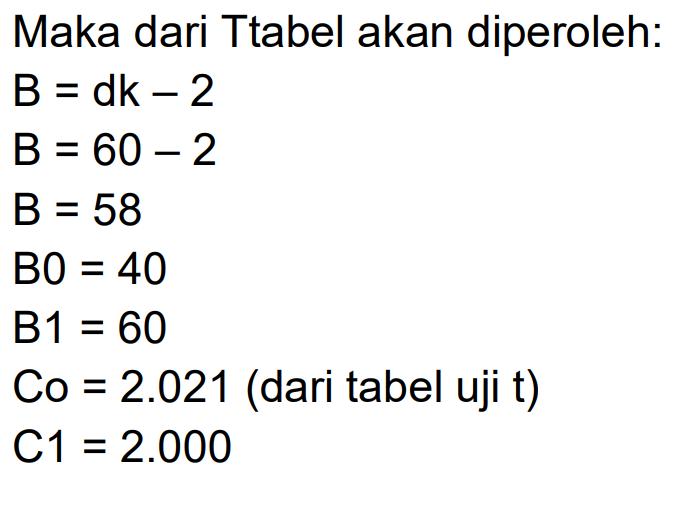 Maka dari Ttabel akan diperoleh:
B = dk – 2
B = 60 – 2
B = 58
B0 = 40
B1 = 60
Co = 2.021 (dari tabel uji t)
C1 = 2.000